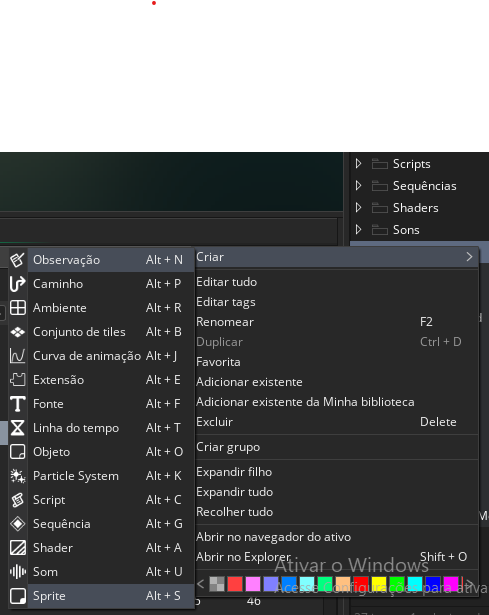 Scripts
Sequências
Shaders
Sons
Observação Alt + N
Caminho Alt + P
Ambiente Alt + R
Conjunto de tiles Alt + B
Curva de animação Alt + J
Extensão Alt + E
Fonte Alt + F
Linha do tempo Alt + T
Objeto Alt + O
Particle System Alt + K
Script Alt + C
Sequência Alt + G
Shader Alt + A
Som Alt + U
Sprite Alt + S
Criar
Editar tudo
Editar tags
Renomear F2
Duplicar Ctrl + D
Favorita
Adicionar existente
Adicionar existente da Minha biblioteca
Excluir Delete
Criar grupo
Expandir filho
Expandir tudo
Recolher tudo
Abrir no navegador do ativo
Abrir no Explorer Shift + O
Ativar o Windows
Acesse Configurações para ativa
46